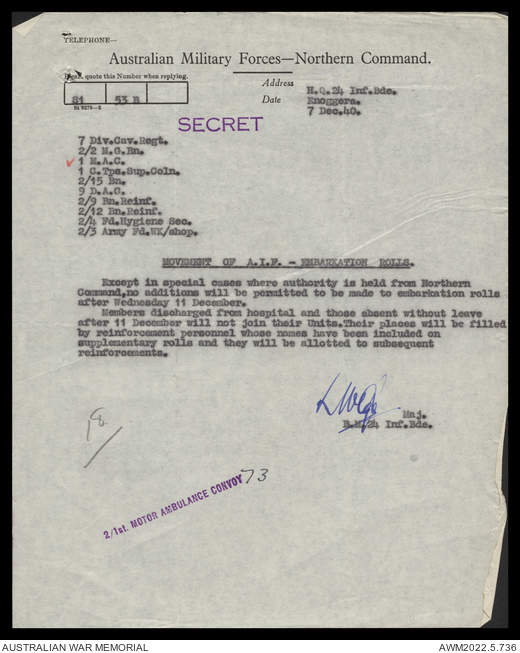 TELEPHONE—
Australian Military Forces—Northern Command.
Please quote this Number when replying.
S1 53 B
Address H.Q.24 Inf.Bde.
Enoggera.
Date 7 Dec.40.
SECRET
7 Div.Cav.Regt.
2/2 M.G.Bn.
1 M.A.C.
1 C.Tps.Sup.Coln.
2/15 Bn.
9 D.A.C.
2/9 Bn.Reinf.
2/12 Bn.Reinf.
2/4 Fd.Hygiene Sec.
2/3 Army Fd.WK/shop.
MOVEMENT OF A.I.F. - EMBARKATION ROLLS.
Except in special cases where authority is held from Northern
Command,no additions will be permitted to be made to embarkation rolls
after Wednesday 11 December.
Members discharged from hospital and those absent without leave
after 11 December will not join their Units.Their places will be filled
by reinforcement personnel whose names have been included on
supplementary rolls and they will be allotted to subsequent
reinforcements.
Maj.
B.M.24 Inf.Bde.
18
2/1st. MOTOR AMBULANCE CONVOY 73
AUSTRALIAN WAR MEMORIAL
AWM2022.5.736